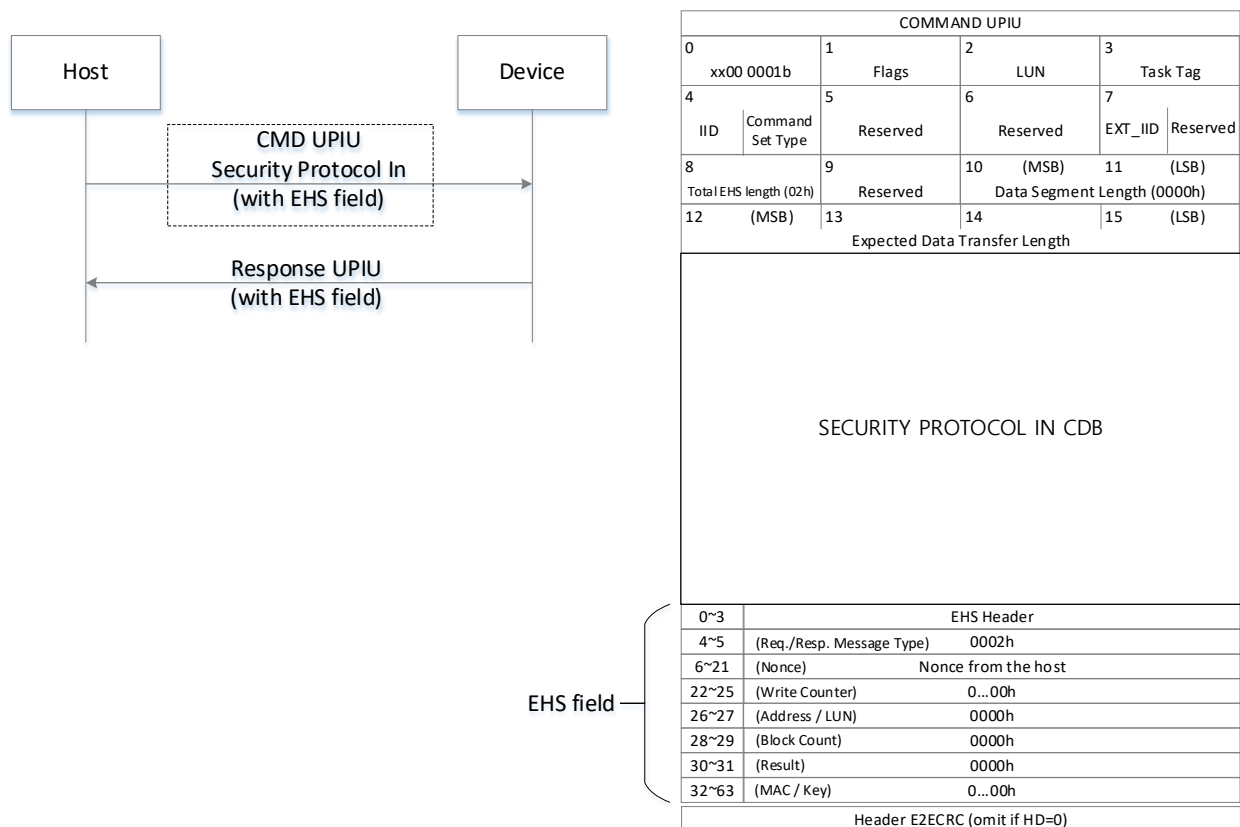 Host
Device
CMD UPIU
Security Protocol In
(with EHS field)
Response UPIU
(with EHS field)
COMMAND UPIU
0 1 2 3
xx00 0001b Flags LUN Task Tag
4 5 6 7
IID Command Set Type Reserved Reserved EXT_IID Reserved
8 9 10 (MSB) 11 (LSB)
Total EHS length (02h) Reserved Data Segment Length (0000h)
12 (MSB) 13 14 15 (LSB)
Expected Data Transfer Length
SECURITY PROTOCOL IN CDB
EHS field
0~3 EHS Header
4~5 (Req./Resp. Message Type) 0002h
6~21 (Nonce) Nonce from the host
22~25 (Write Counter) 0...00h
26~27 (Address / LUN) 0000h
28~29 (Block Count) 0000h
30~31 (Result) 0000h
32~63 (MAC / Key) 0...00h
Header E2ECRC (omit if HD=0)